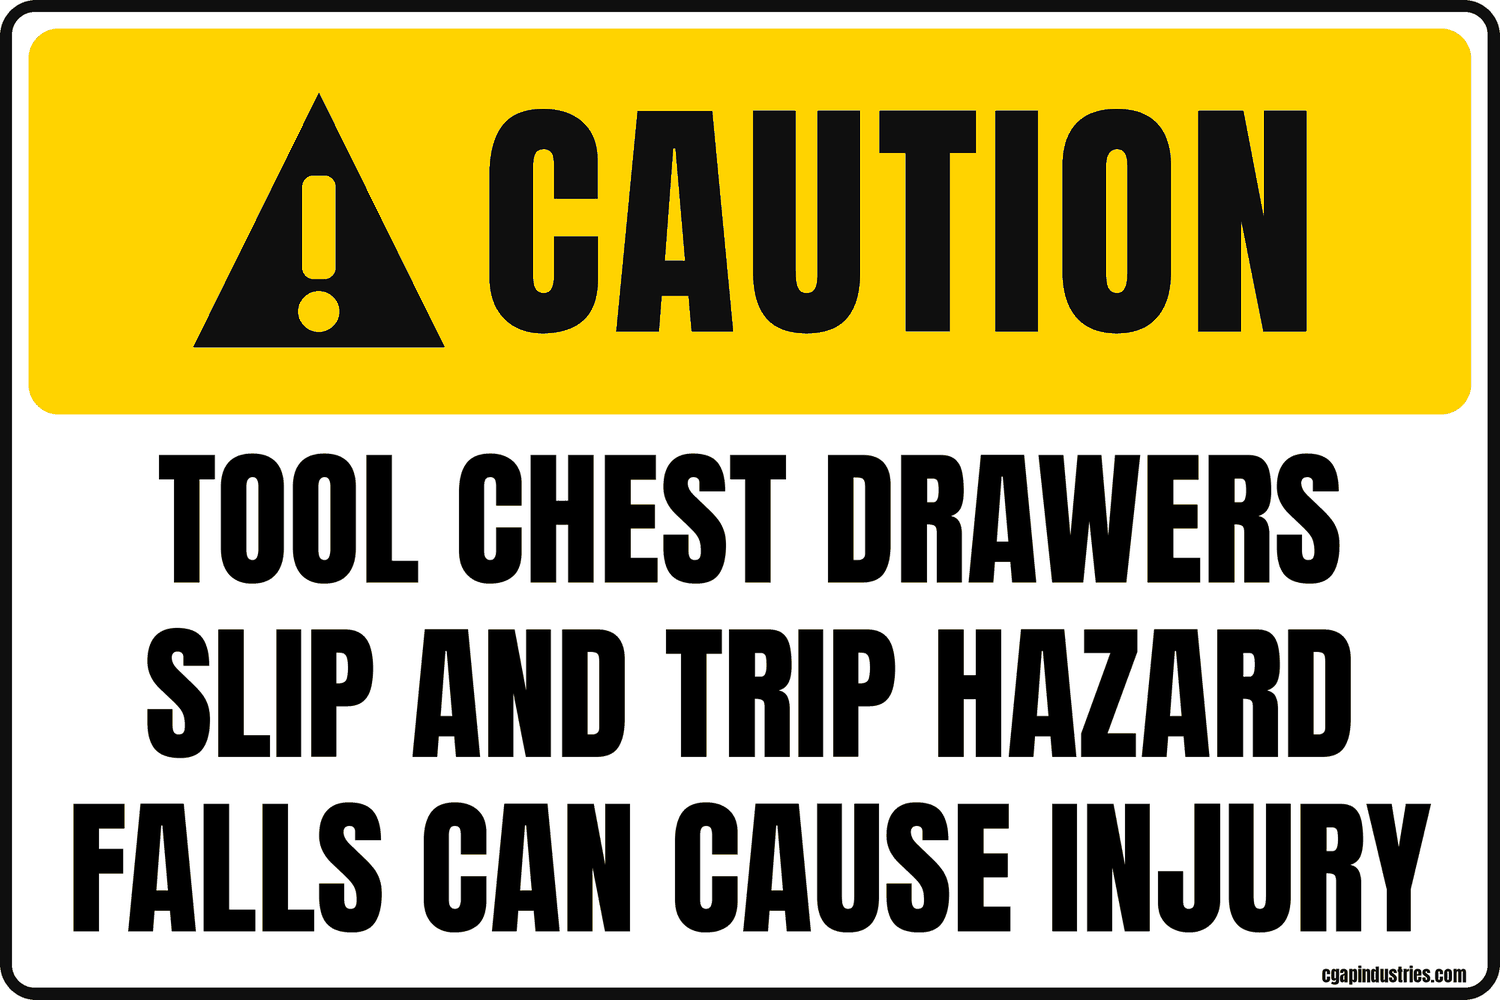 CAUTION
TOOL CHEST DRAWERS
SLIP AND TRIP HAZARD
FALLS CAN CAUSE INJURY
cgapindustries.com